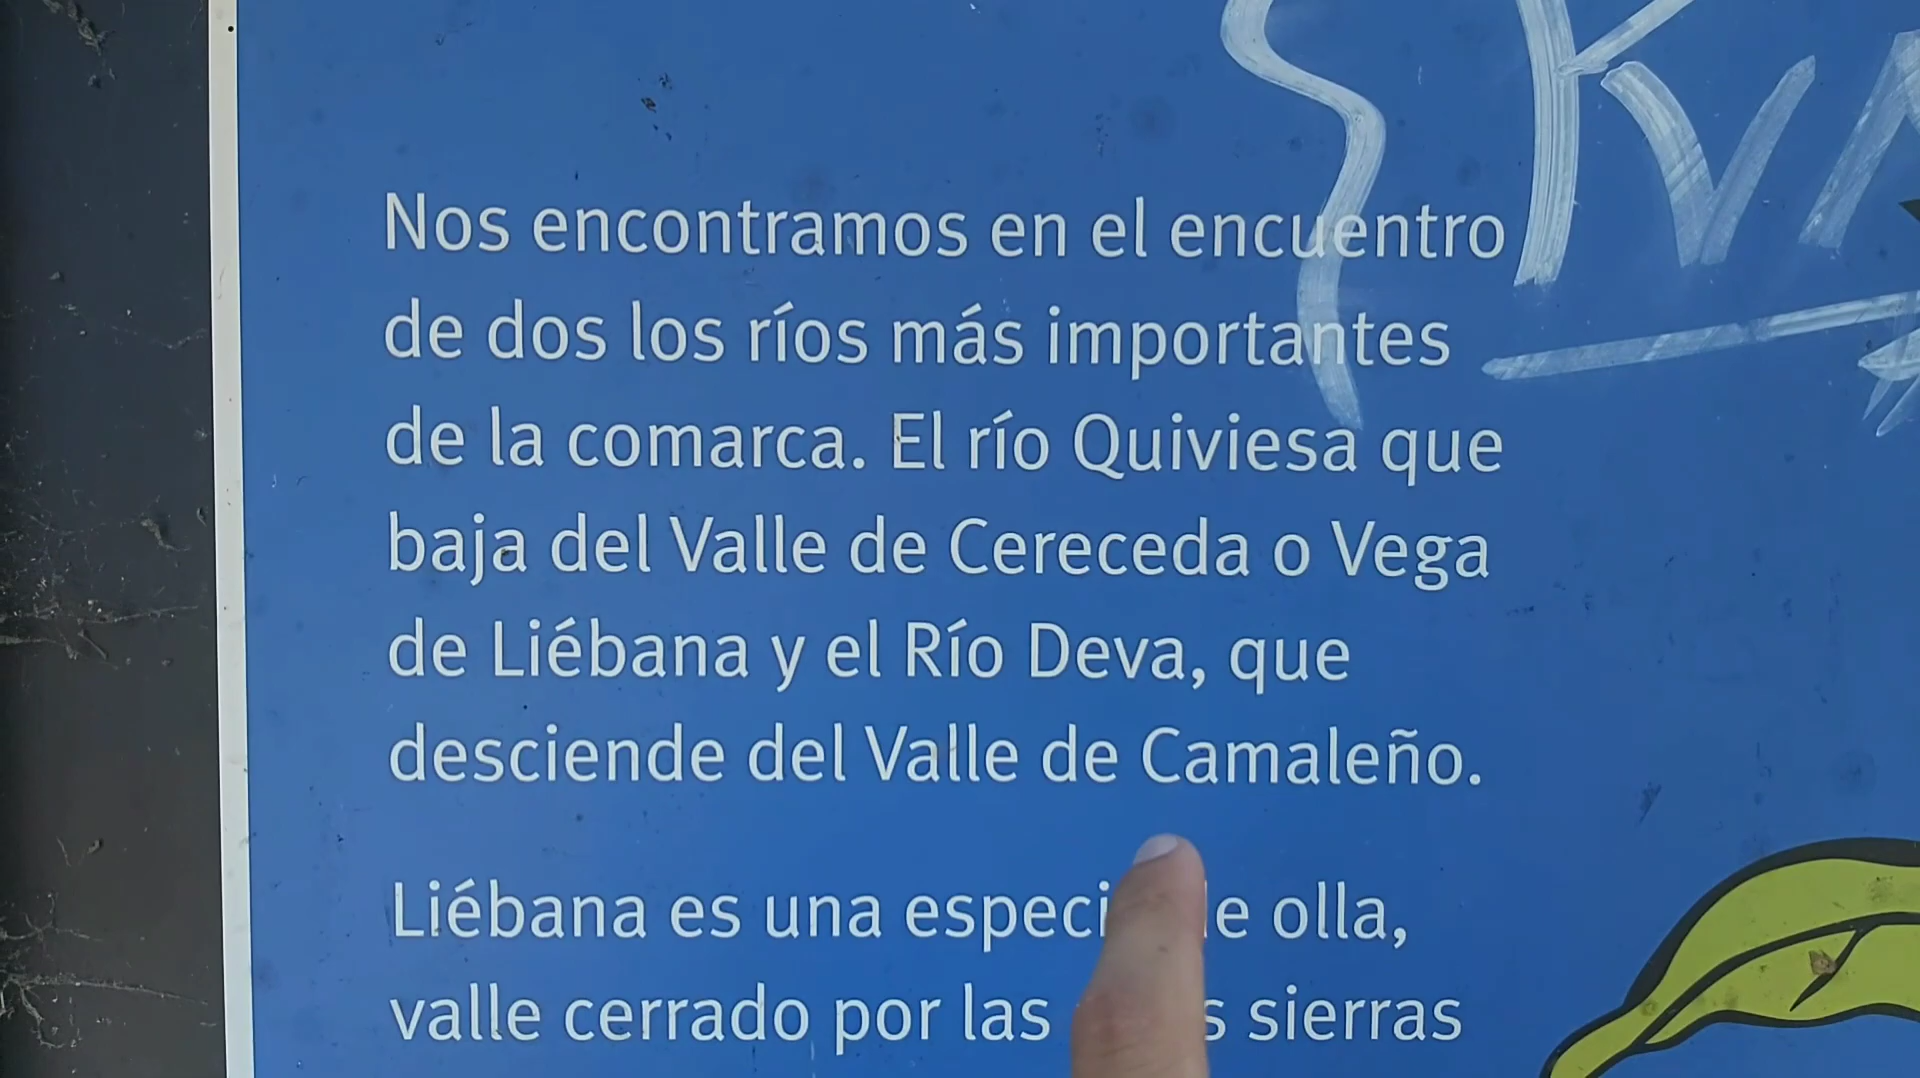 Nos encontramos en el encuentro
de dos los ríos más importantes
de la comarca. El río Quiviesa que
baja del Valle de Cereceda o Vega
de Liébana y el Río Deva, que
desciende del Valle de Camaleño.
Liébana es una olla,
valle cerrado por las sierras